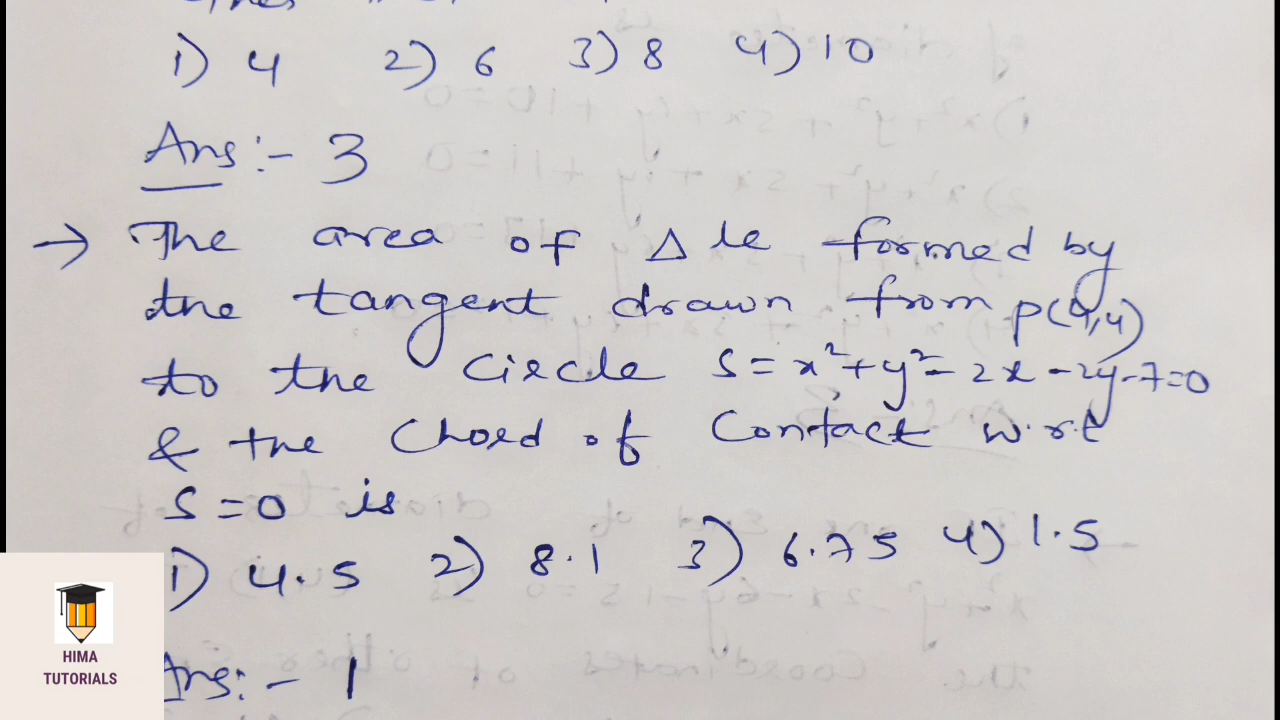 1) 4 2) 6 3) 8 4) 10
Ans:- 3
→ The area of Δ le formed by
the tangent drawn from P(4,4)
to the circle S=x²+y²-2x-2y-7=0
& the Chord of Contact w.r.t
S=0 is
1) 4.5 2) 8.1 3) 6.75 4) 1.5
Ans:- 1
HIMA
TUTORIALS